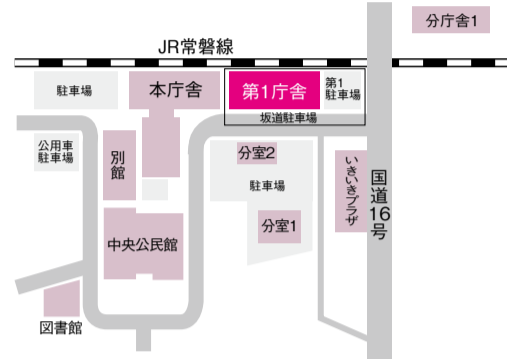 分庁舎1
JR常磐線
駐車場
本庁舎
第1庁舎
第1
駐車場
坂道駐車場
公用車
駐車場
別館
分室2
駐車場
いきいきプラザ
国道16号
分室1
中央公民館
図書館